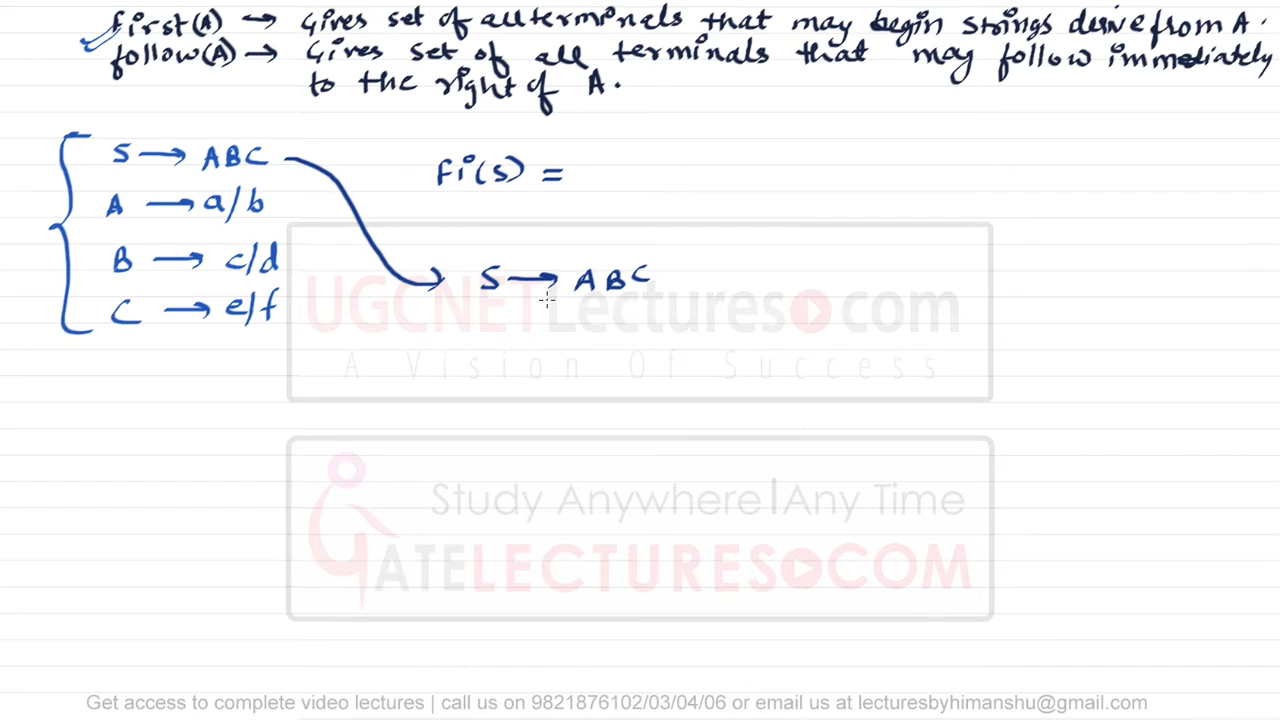 first(A) → Gives set of all terminals that may begin strings derive from A.
follow(A) → Gives set of all terminals that may follow immediately
to the right of A.
S → ABC
A → a/b
B → c/d
C → e/f
Fi(S) =
S → ABC
UGCNETLectures.com
A Vision Of Success
Study Anywhere|Any Time
GATELECTURES.COM
Get access to complete video lectures | call us on 9821876102/03/04/06 or email us at lecturesbyhimanshu@gmail.com